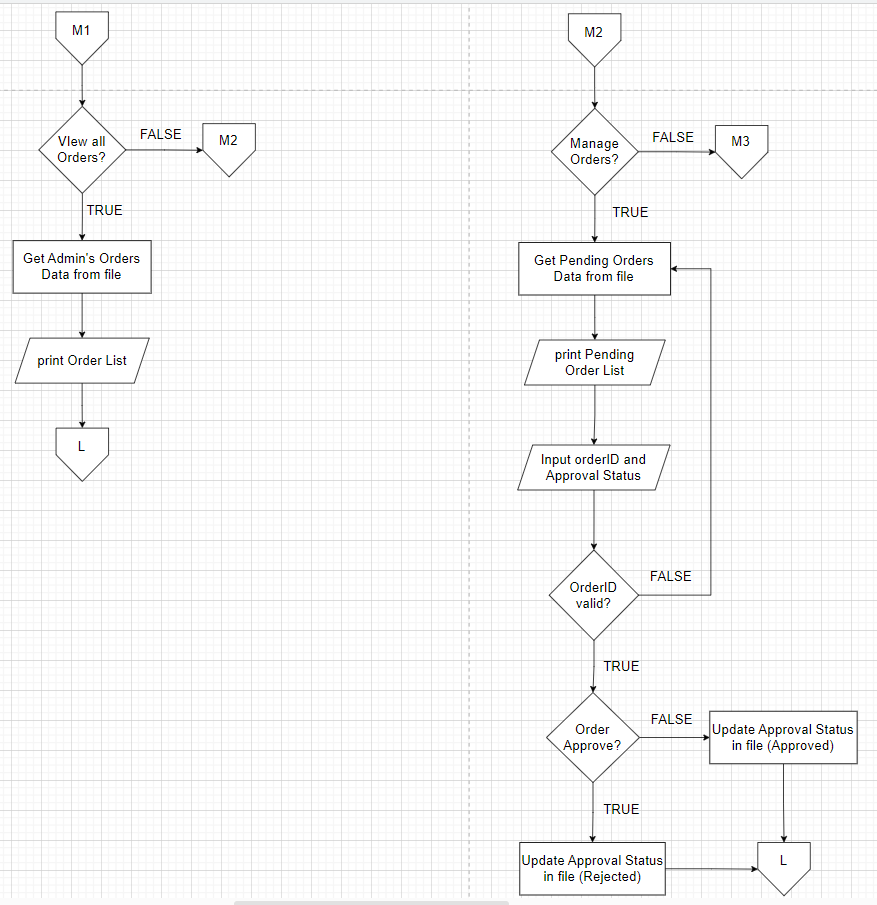 M1
VIew all
Orders?
FALSE
M2
TRUE
Get Admin's Orders
Data from file
print Order List
L
M2
Manage
Orders?
FALSE
M3
TRUE
Get Pending Orders
Data from file
print Pending
Order List
Input orderID and
Approval Status
OrderID
valid?
FALSE
TRUE
Order
Approve?
FALSE
Update Approval Status
in file (Approved)
TRUE
Update Approval Status
in file (Rejected)
L